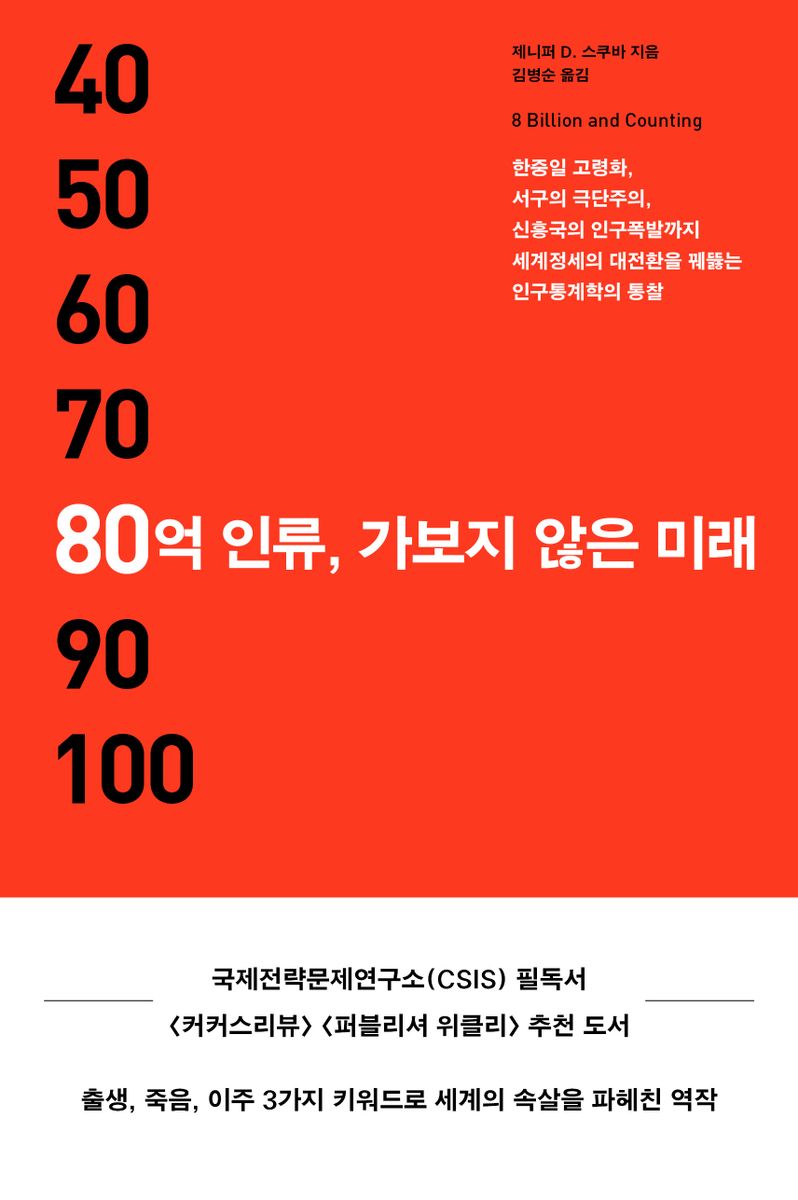 40
50
60
70
80억 인류, 가보지 않은 미래
90
100
제니퍼 D. 스쿠바 지음
김병순 옮김
8 Billion and Counting
한중일 고령화,
서구의 극단주의,
신흥국의 인구폭발까지
세계정세의 대전환을 꿰뚫는
인구통계학의 통찰
국제전략문제연구소(CSIS) 필독서
<커커스리뷰> <퍼블리셔 위클리> 추천 도서
출생, 죽음, 이주 3가지 키워드로 세계의 속살을 파헤친 역작